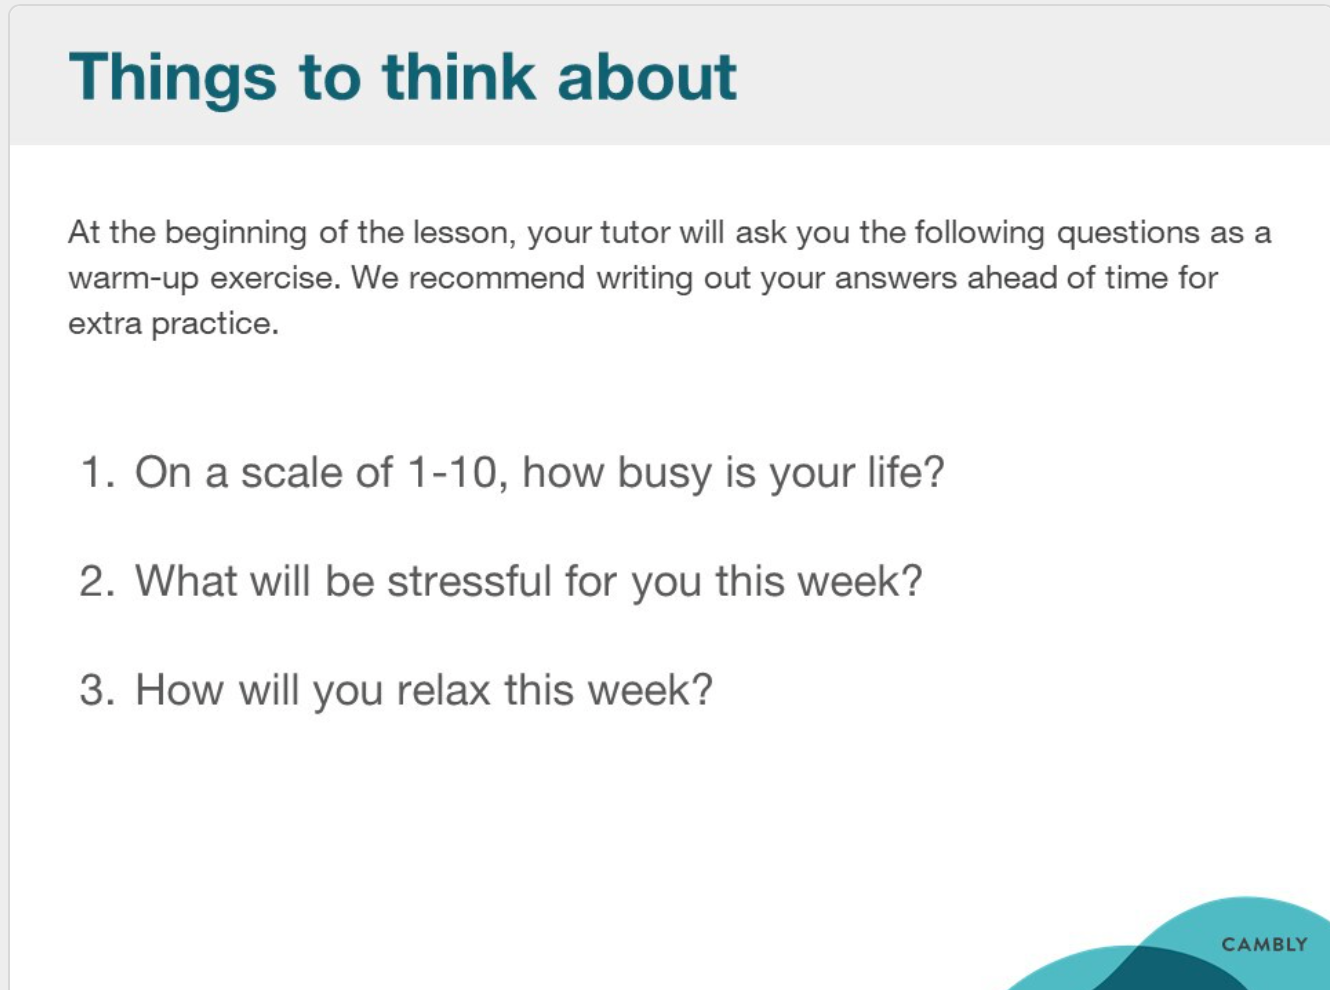 Things to think about
At the beginning of the lesson, your tutor will ask you the following questions as a
warm-up exercise. We recommend writing out your answers ahead of time for
extra practice.
1. On a scale of 1-10, how busy is your life?
2. What will be stressful for you this week?
3. How will you relax this week?
CAMBLY